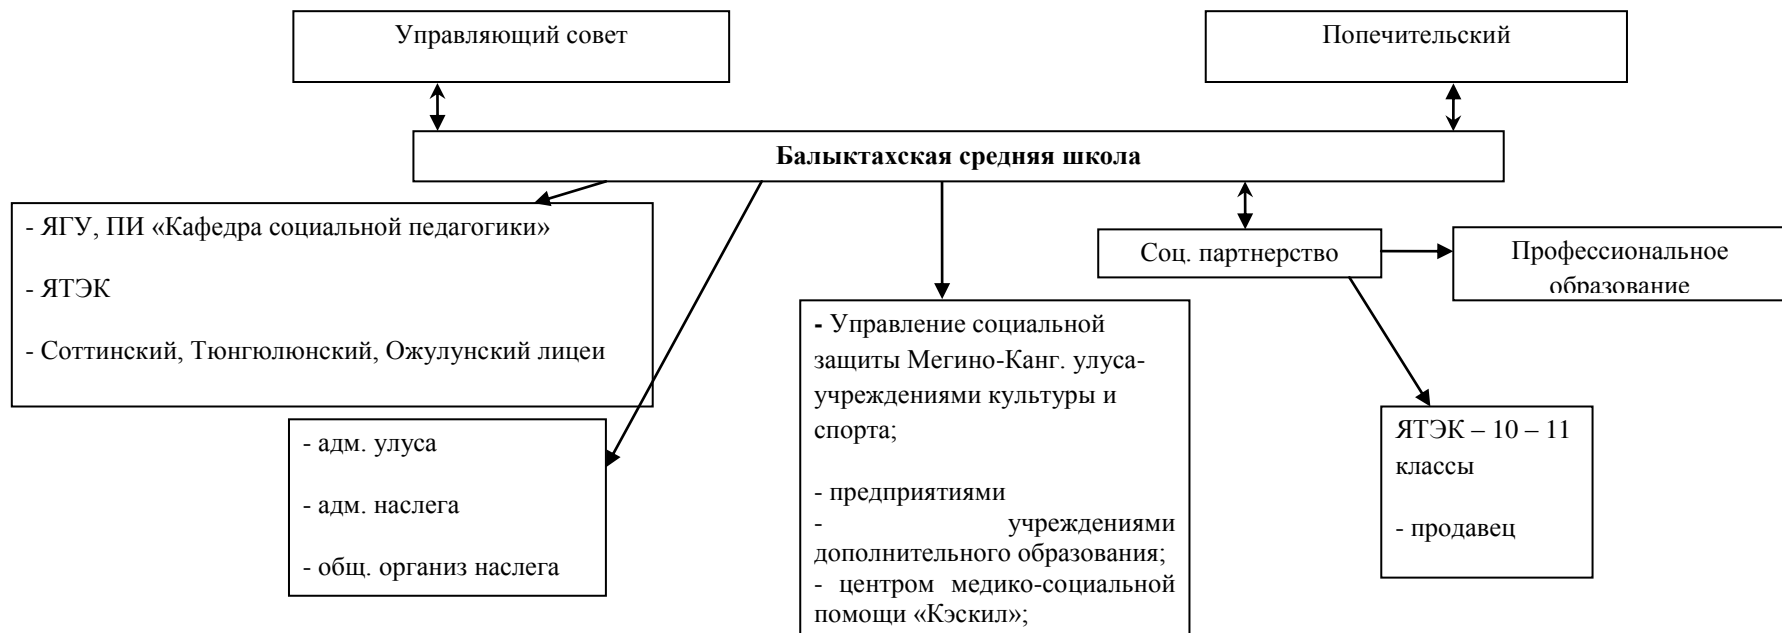 Управляющий совет
Попечительский
Балыктахская средняя школа
- ЯГУ, ПИ «Кафедра социальной педагогики»
- ЯТЭК
- Соттинский, Тюнгюлюнский, Ожулунский лицеи
Соц. партнерство
Профессиональное
образование
- адм. улуса
- адм. наслега
- общ. организ наслега
- Управление социальной
защиты Мегино-Канг. улуса-
учреждениями культуры и
спорта;
- предприятиями
- учреждениями
дополнительного образования;
- центром медико-социальной
помощи «Кэскил»;
ЯТЭК – 10 – 11
классы
- продавец